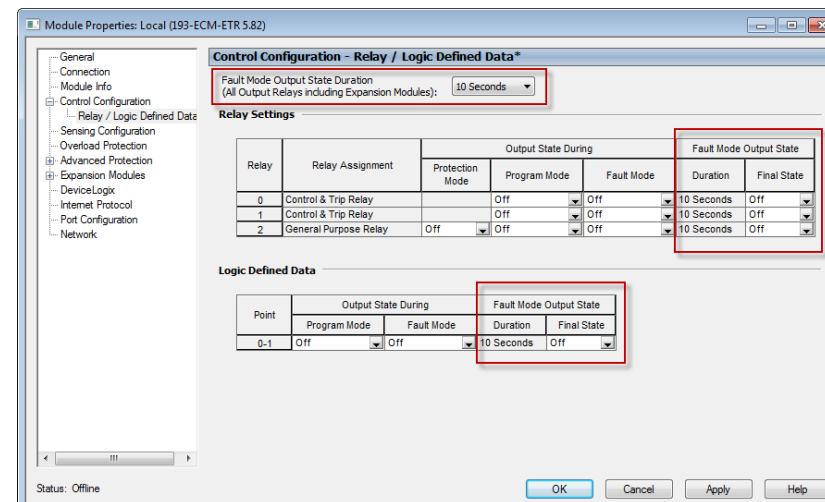 Module Properties: Local (193-ECM-ETR 5.82)
General
Connection
Module Info
Control Configuration
Relay / Logic Defined Data
Sensing Configuration
Overload Protection
Advanced Protection
Expansion Modules
DeviceLogix
Internet Protocol
Port Configuration
Network
Control Configuration - Relay / Logic Defined Data*
Fault Mode Output State Duration
(All Output Relays including Expansion Modules): 10 Seconds
Relay Settings
Output State During Fault Mode Output State
Relay Relay Assignment Protection Mode Program Mode Fault Mode Duration Final State
0 Control & Trip Relay Off Off 10 Seconds Off
1 Control & Trip Relay Off Off 10 Seconds Off
2 General Purpose Relay Off Off Off 10 Seconds Off
Logic Defined Data
Output State During Fault Mode Output State
Point Program Mode Fault Mode Duration Final State
0-1 Off Off 10 Seconds Off
Status: Offline
OK Cancel Apply Help